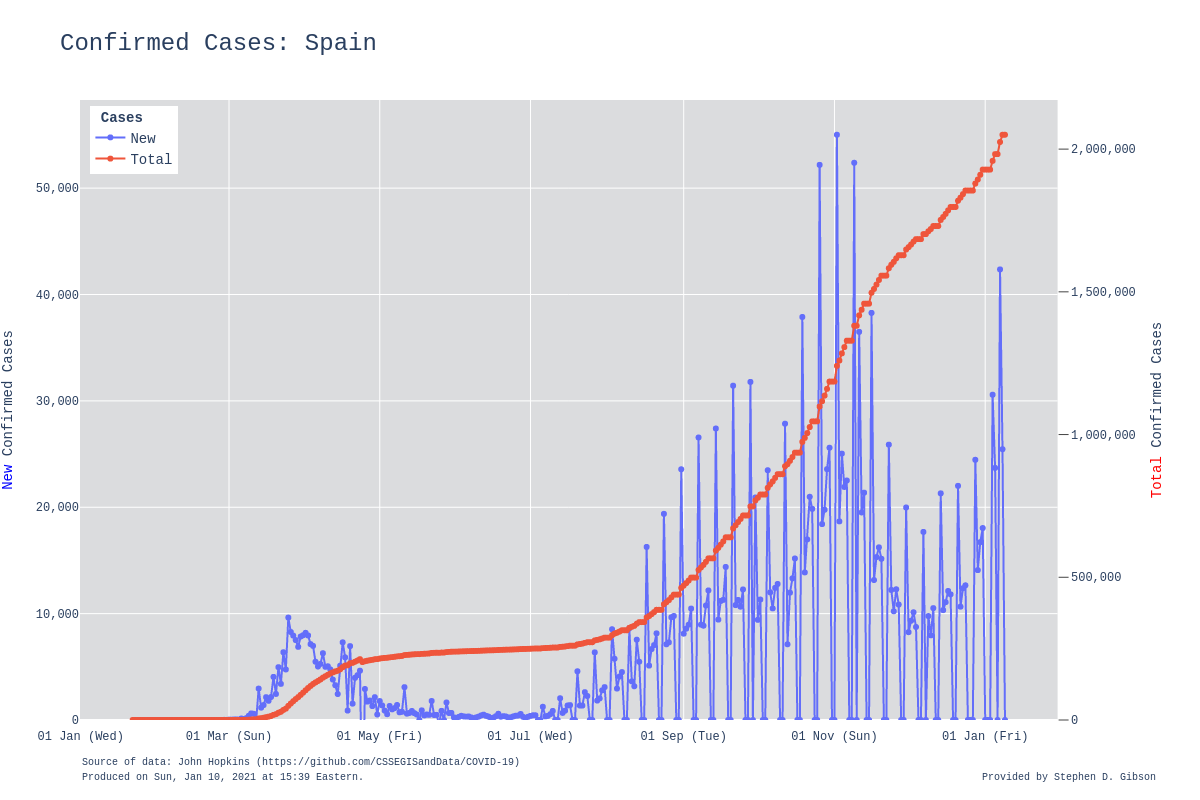 Confirmed Cases: Spain
Cases
New
Total
50,000
40,000
30,000
20,000
10,000
0
2,000,000
1,500,000
1,000,000
500,000
0
New Confirmed Cases
Total Confirmed Cases
01 Jan (Wed)
01 Mar (Sun)
01 May (Fri)
01 Jul (Wed)
01 Sep (Tue)
01 Nov (Sun)
01 Jan (Fri)
Source of data: John Hopkins (https://github.com/CSSEGISandData/COVID-19)
Produced on Sun, Jan 10, 2021 at 15:39 Eastern.
Provided by Stephen D. Gibson